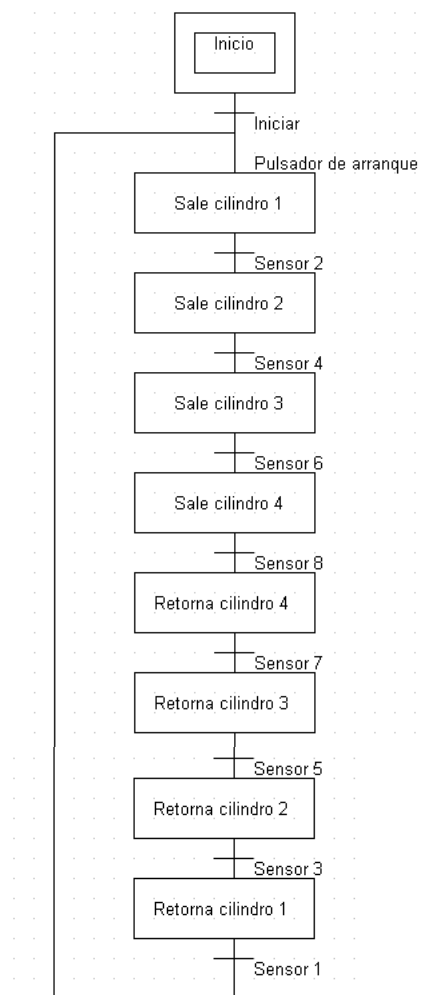 Inicio
Iniciar
Pulsador de arranque
Sale cilindro 1
Sensor 2
Sale cilindro 2
Sensor 4
Sale cilindro 3
Sensor 6
Sale cilindro 4
Sensor 8
Retorna cilindro 4
Sensor 7
Retorna cilindro 3
Sensor 5
Retorna cilindro 2
Sensor 3
Retorna cilindro 1
Sensor 1